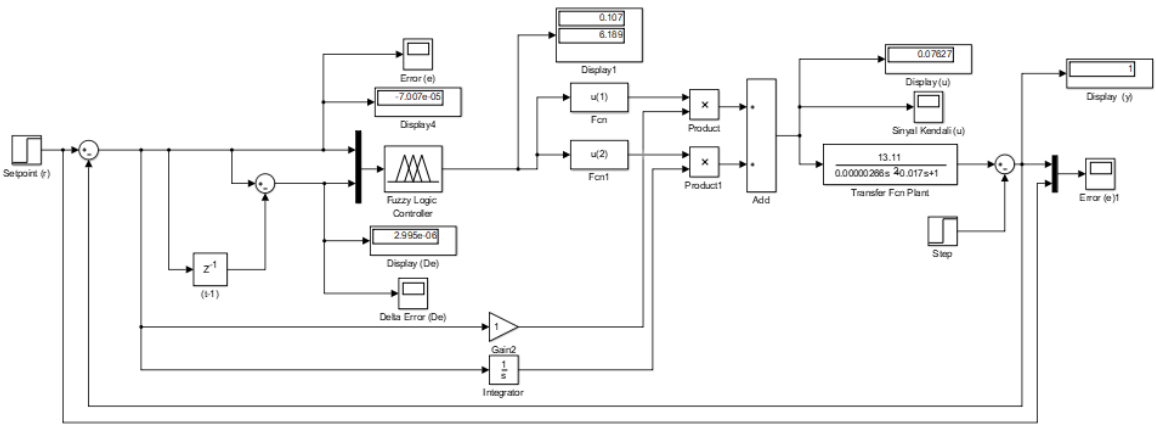 0.107
6.189
Display1
Error (e)
-7.007e-05
Display4
0.07627
Display (u)
1
Display (y)
Sinyal Kendali (u)
u(1)
Fcn
×
Product
u(2)
Fcn1
×
Product1
Add
Setpoint (r)
Fuzzy Logic
Controller
13.11
0.00000266s²+0.017s+1
Transfer Fcn Plant
Error (e)1
Step
2.995e-06
Display (De)
Z⁻¹
(t-1)
Delta Error (De)
1
Gain2
1
s
Integrator